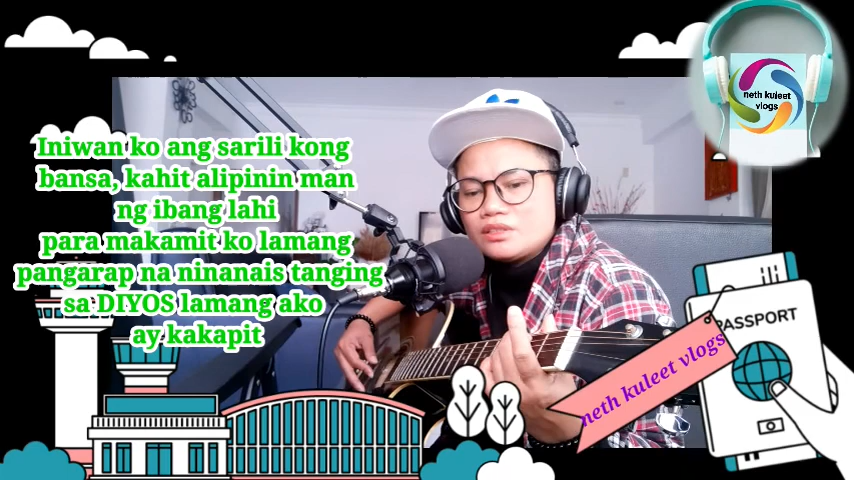 Iniwan ko ang sarili kong
bansa, kahit alipinin man
ng ibang lahi
para makamit ko lamang
pangarap na ninanais tanging
sa DIYOS lamang ako
ay kakapit
neth kuleet
vlogs
PASSPORT
neth kuleet vlogs